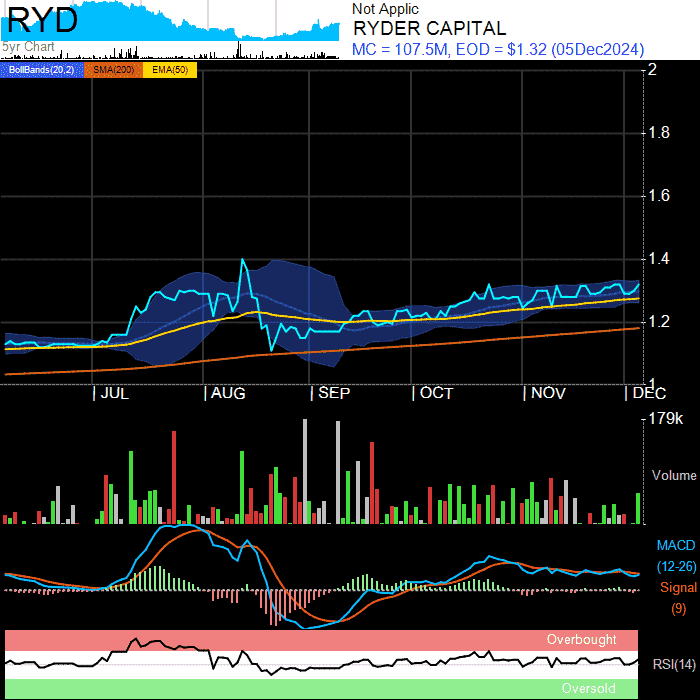 RYD
Not Applic
RYDER CAPITAL
5yr Chart
MC = 107.5M, EOD = $1.32 (05Dec2024)
BollBands(20,2) SMA(200) EMA(50)
2
1.8
1.6
1.4
1.2
1
JUL AUG SEP OCT NOV DEC
179k
Volume
MACD
(12-26)
Signal
(9)
Overbought
RSI(14)
Oversold